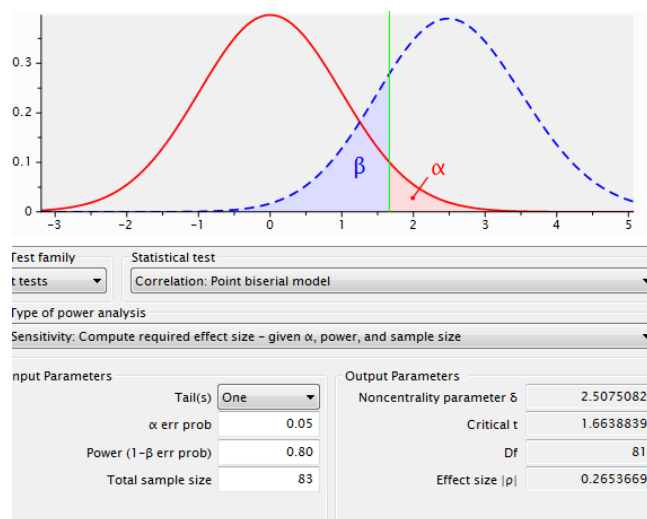 0.3
0.2
β
α
0.1
0
-3 -2 -1 0 1 2 3 4 5
Test family Statistical test
t tests Correlation: Point biserial model
Type of power analysis
Sensitivity: Compute required effect size – given α, power, and sample size
nput Parameters Output Parameters
Tail(s) One Noncentrality parameter δ 2.5075082
α err prob 0.05 Critical t 1.6638839
Power (1-β err prob) 0.80 Df 81
Total sample size 83 Effect size |ρ| 0.2653669